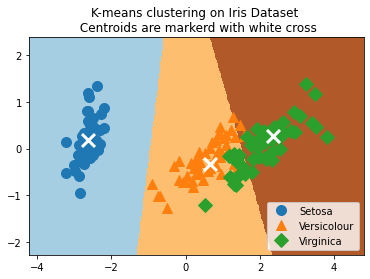 K-means clustering on Iris Dataset
Centroids are markerd with white cross
2
1
0
−1
−2
−4
−2
0
2
4
Setosa
Versicolour
Virginica